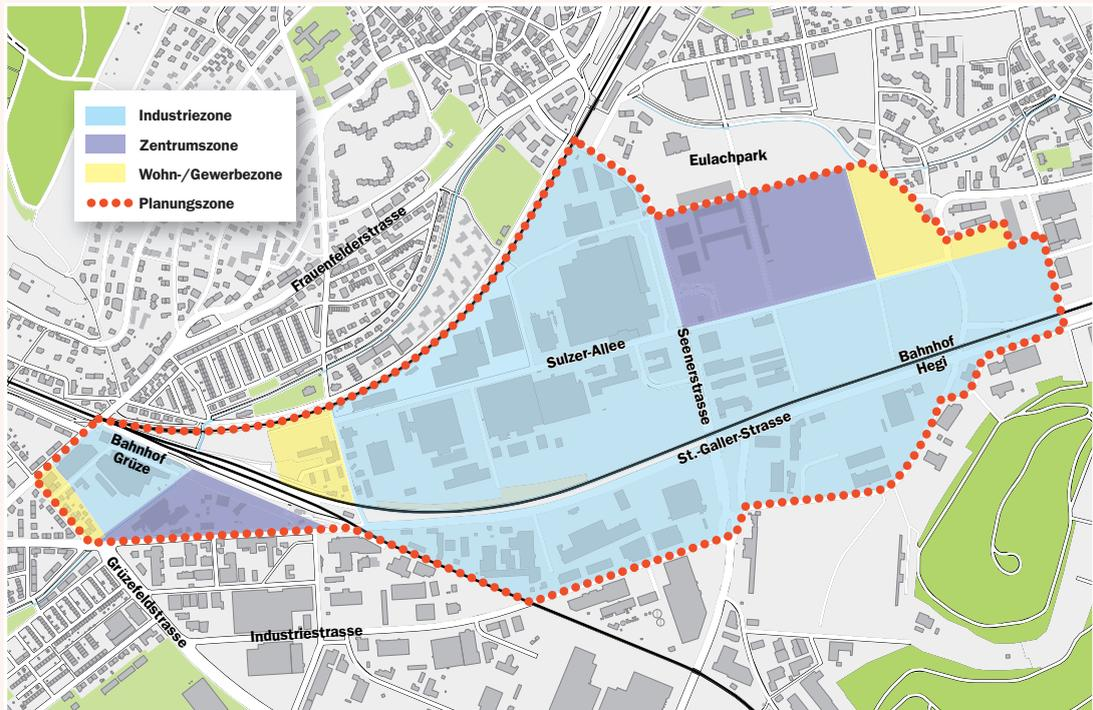 Industriezone
Zentrumszone
Wohn-/Gewerbezone
Planungszone
Eulachpark
Frauenfelderstrasse
Sulzer-Allee
Seenerstrasse
Bahnhof
Hegi
St.-Galler-Strasse
Bahnhof
Grüze
Grüzefeldstrasse
Industriestrasse